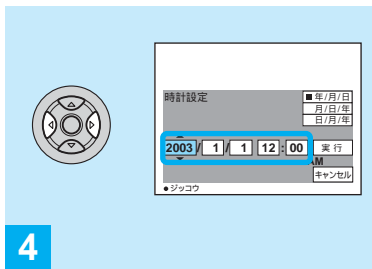 時計設定
■ 年/月/日
月/日/年
日/月/年
2003 / 1 / 1 12 : 00
実行
AM
キャンセル
●ジッコウ
4